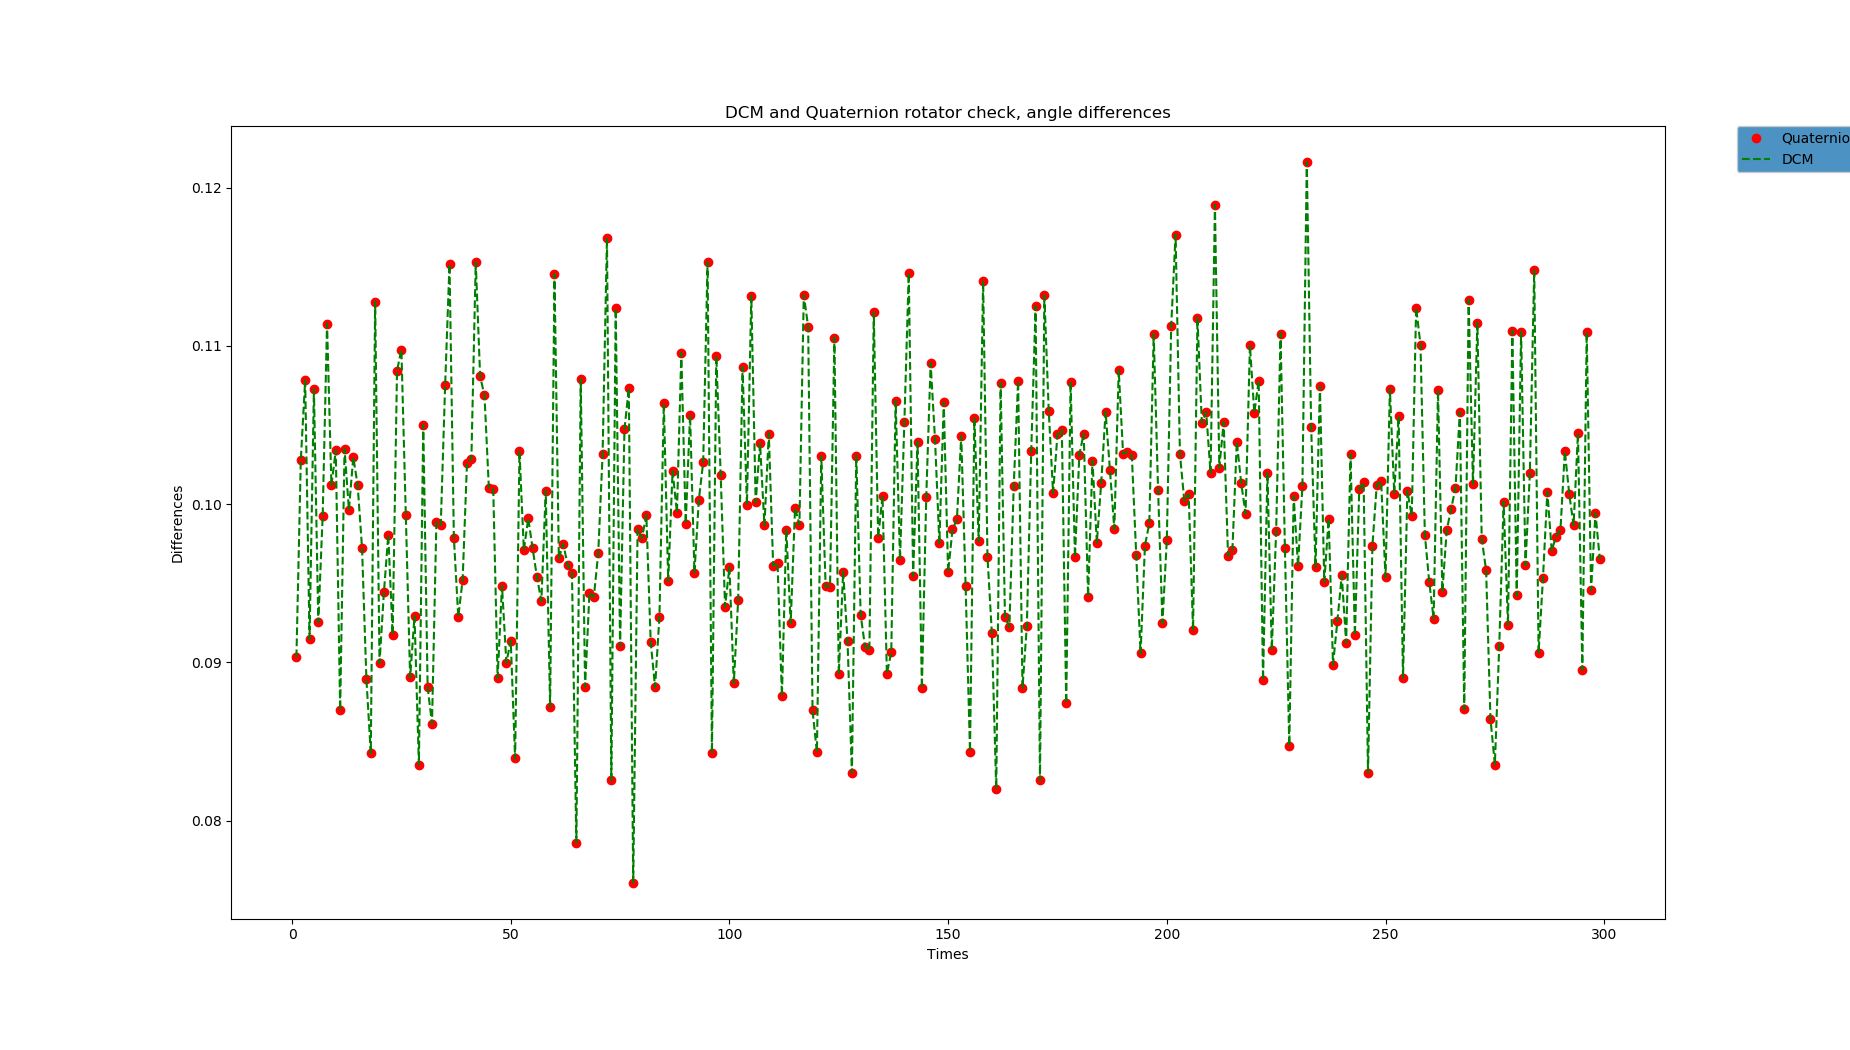 DCM and Quaternion rotator check, angle differences
Quaternio
DCM
0.12
0.11
0.10
0.09
0.08
Differences
0
50
100
150
200
250
300
Times